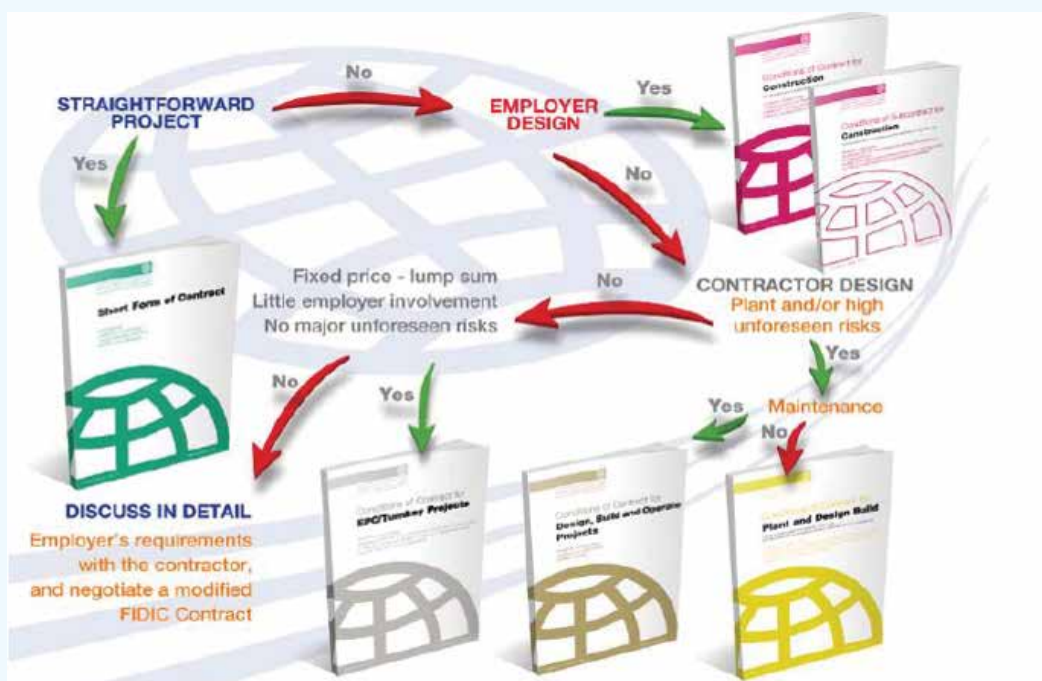 No
STRAIGHTFORWARD
PROJECT
EMPLOYER
DESIGN
Yes
Conditions of Contract for
Construction
Conditions of Subcontract for
Construction
Yes
No
Short Form of Contract
Fixed price - lump sum
Little employer involvement
No major unforeseen risks
No
CONTRACTOR DESIGN
Plant and/or high
unforeseen risks
No
Yes
Yes
Yes
Maintenance
No
DISCUSS IN DETAIL
Employer's requirements
with the contractor,
and negotiate a modified
FIDIC Contract
Conditions of Contract for
EPC/Turnkey Projects
Conditions of Contract for
Design, Build and Operate
Projects
Conditions of Contract for
Plant and Design Build